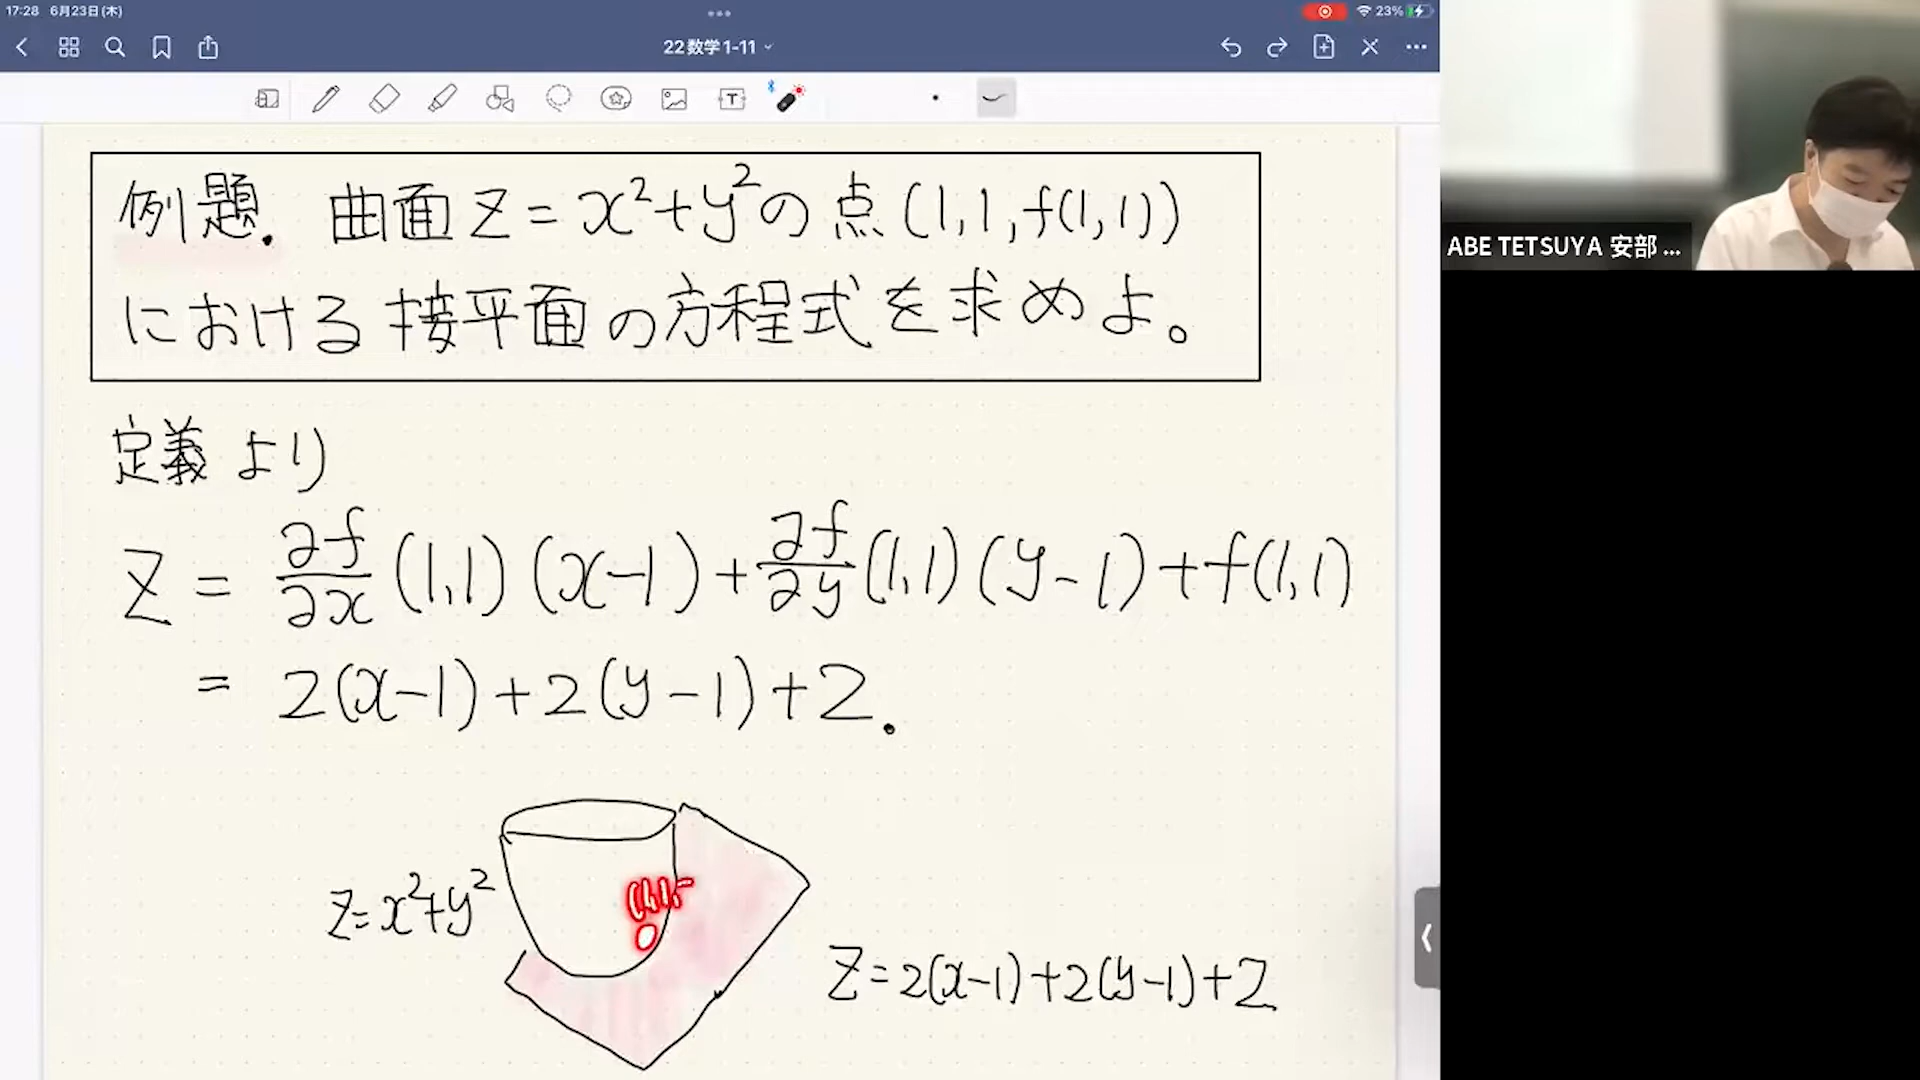 17:28 6月23日(木)
23%
22数学1-11
例題. 曲面 z = x²+y² の点 (1,1,f(1,1))
における接平面の方程式を求めよ。
定義より
z = ∂f/∂x (1,1) (x-1) + ∂f/∂y (1,1) (y-1) + f(1,1)
= 2(x-1)+2(y-1)+2.
z=x²+y²
(1,1,
z=2(x-1)+2(y-1)+2
ABE TETSUYA 安部 ...